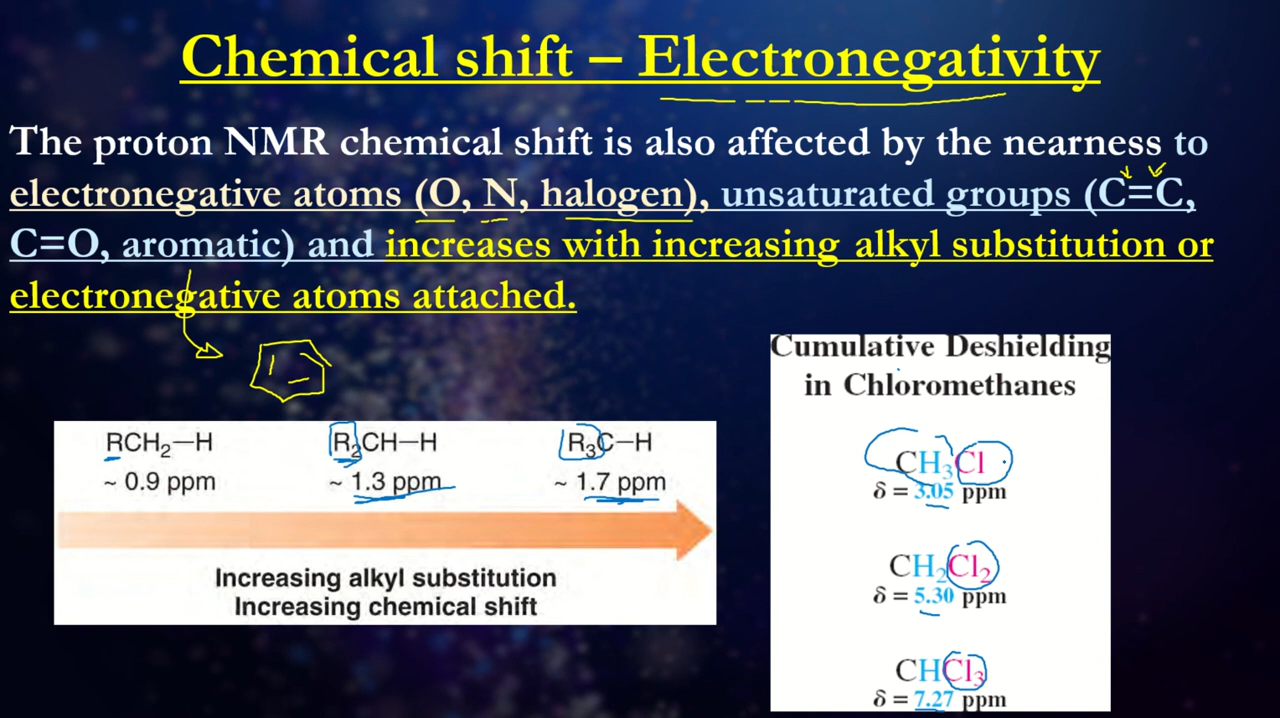 Chemical shift – Electronegativity
The proton NMR chemical shift is also affected by the nearness to
electronegative atoms (O, N, halogen), unsaturated groups (C=C,
C=O, aromatic) and increases with increasing alkyl substitution or
electronegative atoms attached.
RCH₂—H R₂CH—H R₃C—H
~ 0.9 ppm ~ 1.3 ppm ~ 1.7 ppm
Increasing alkyl substitution
Increasing chemical shift
Cumulative Deshielding
in Chloromethanes
CH₃Cl
δ = 3.05 ppm
CH₂Cl₂
δ = 5.30 ppm
CHCl₃
δ = 7.27 ppm